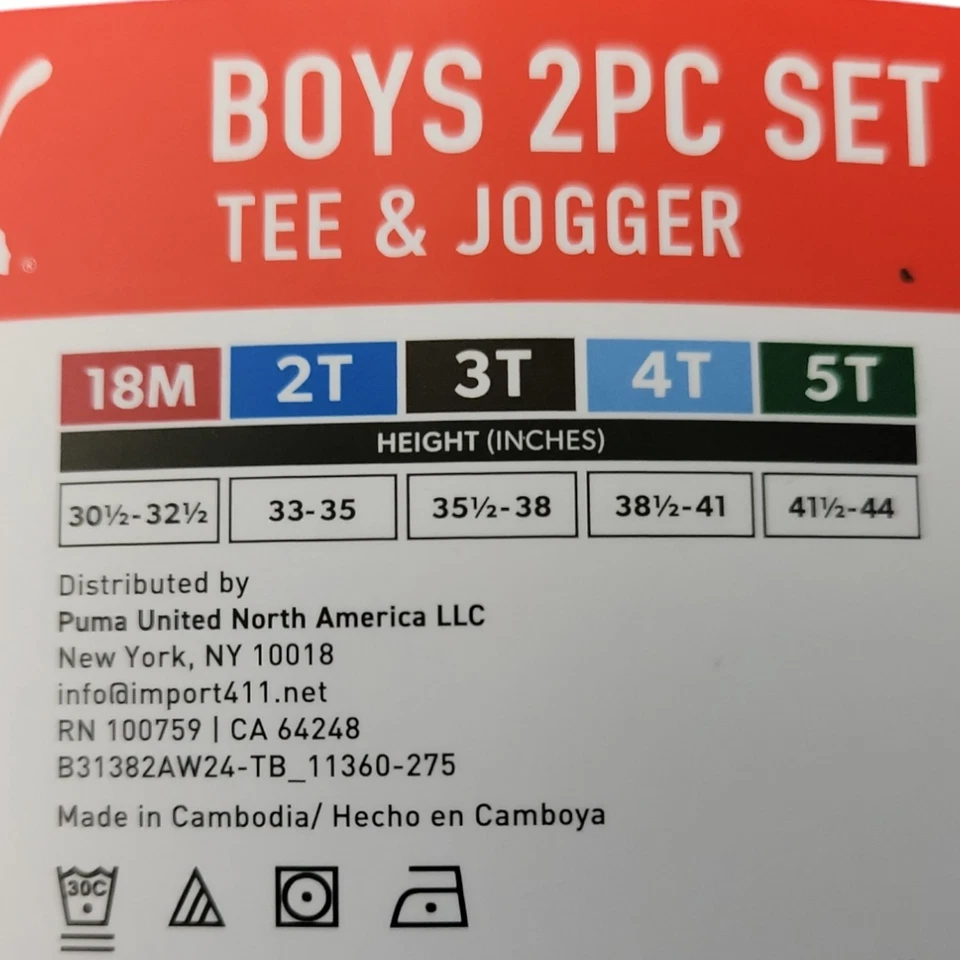 BOYS 2PC SET
TEE & JOGGER
®
18M 2T 3T 4T 5T
HEIGHT (INCHES)
30½-32½ 33-35 35½-38 38½-41 41½-44
Distributed by
Puma United North America LLC
New York, NY 10018
info@import411.net
RN 100759 | CA 64248
B31382AW24-TB_11360-275
Made in Cambodia/ Hecho en Camboya
30C